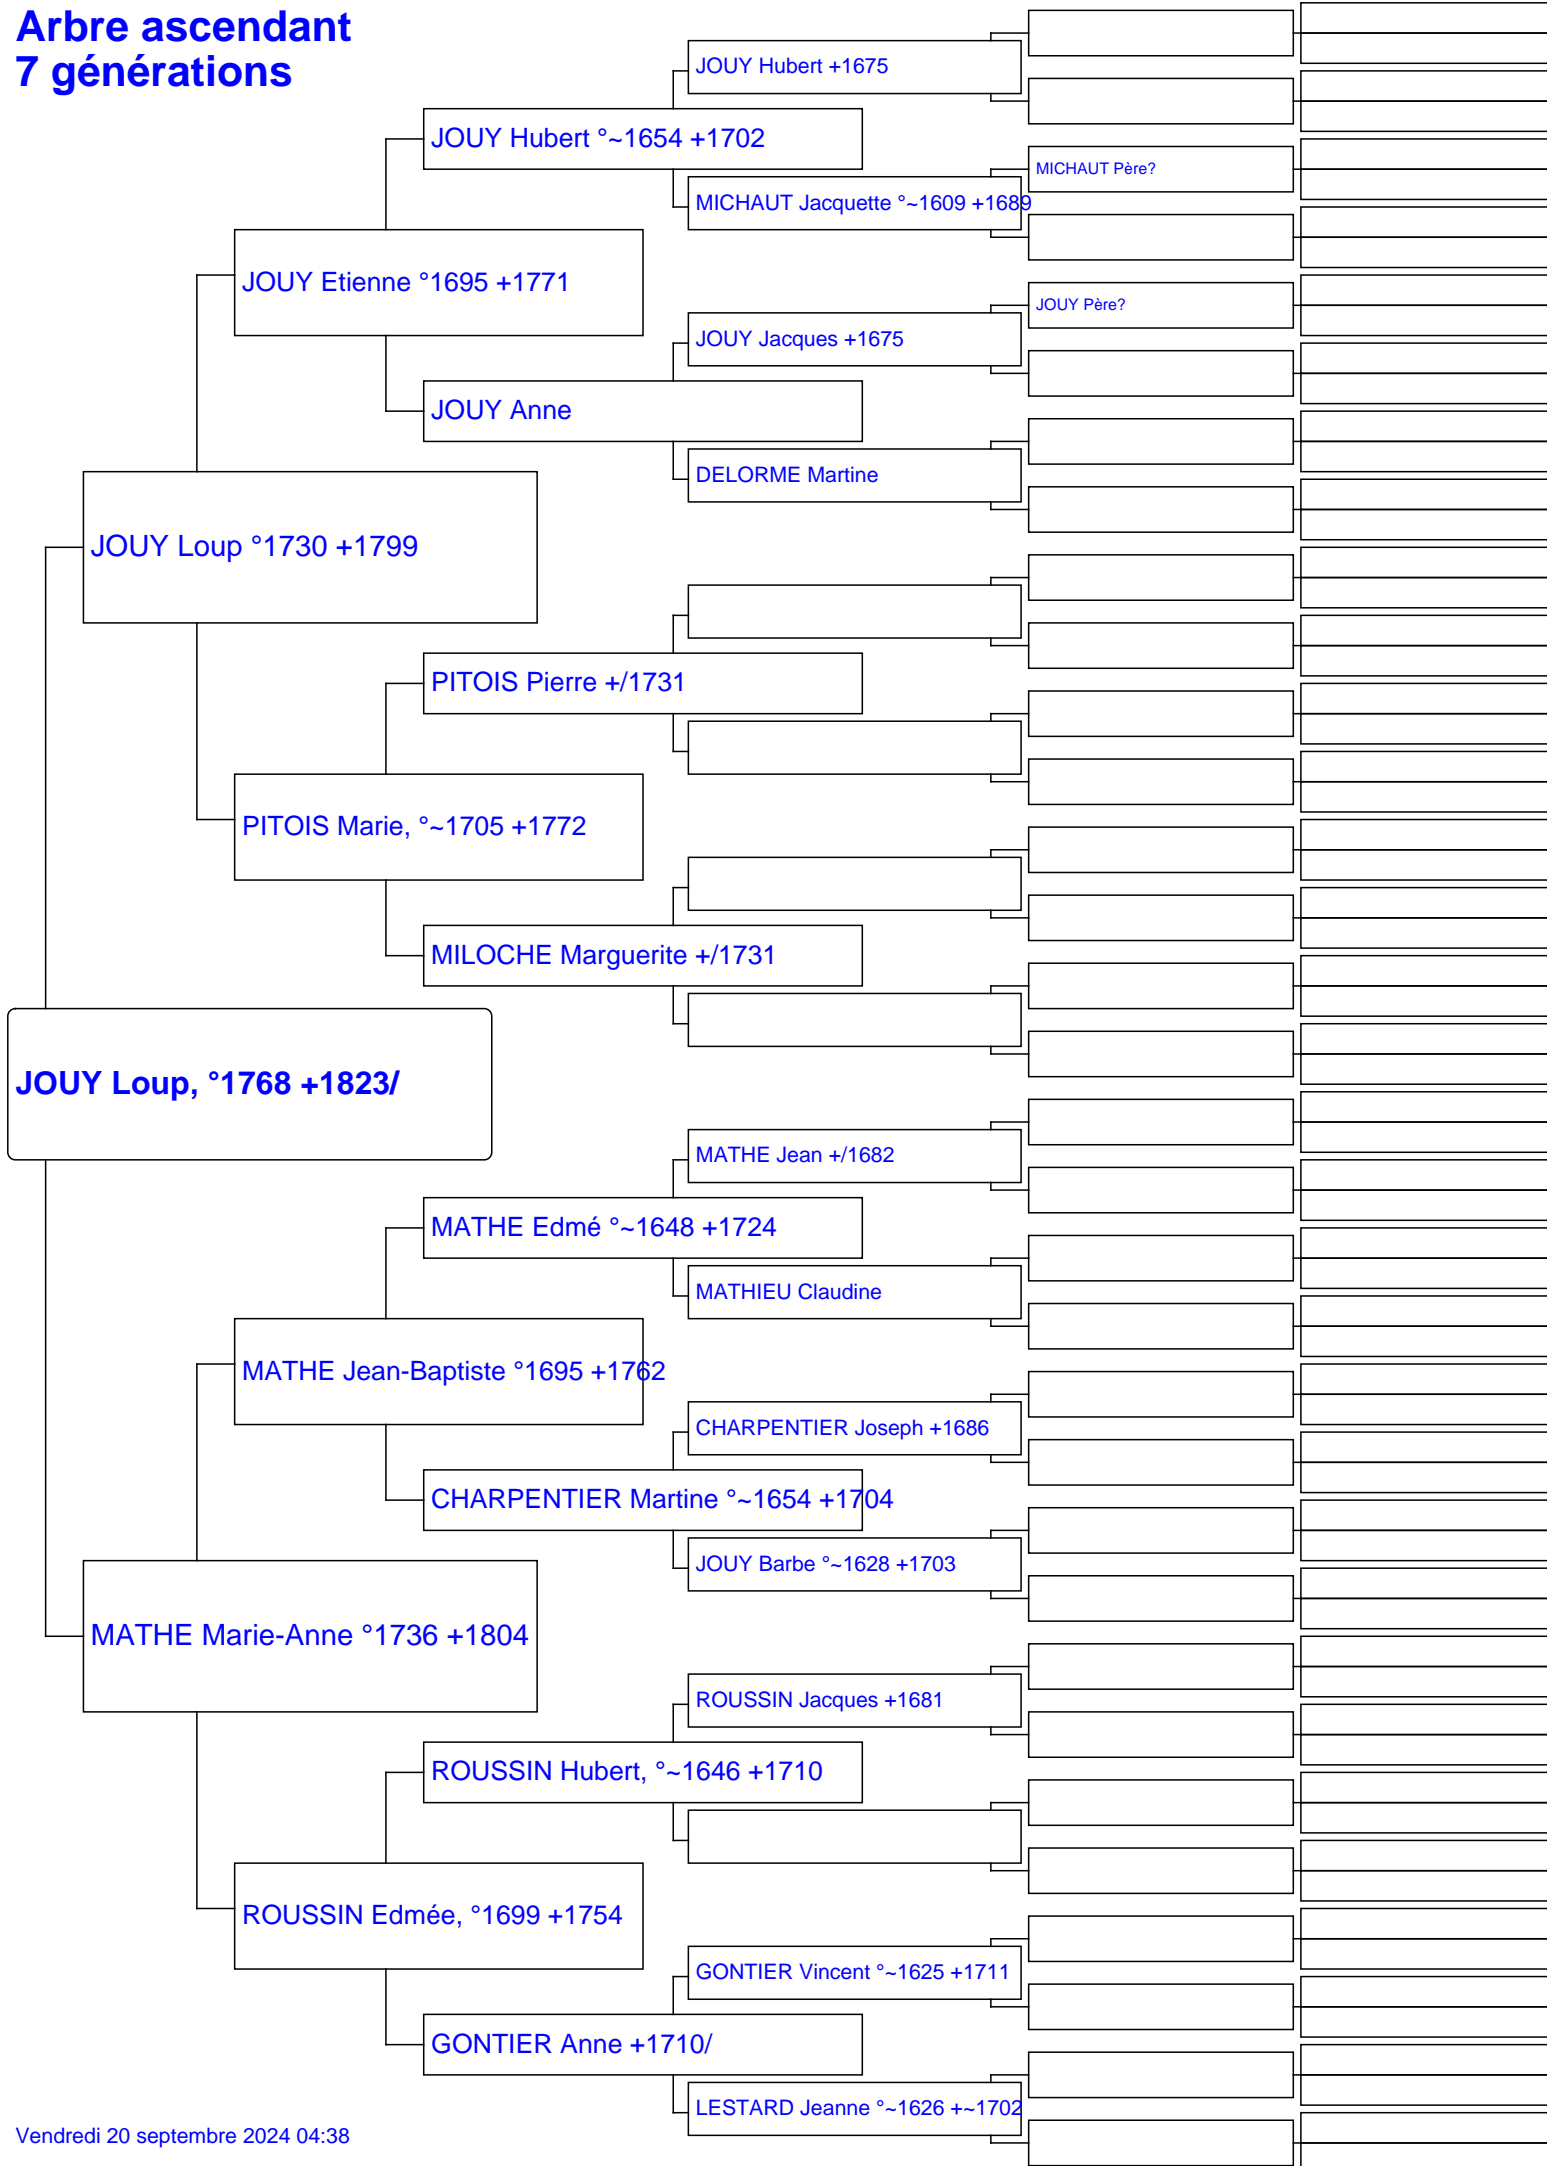 Arbre ascendant
7 générations
JOUY Hubert +1675
JOUY Hubert °~1654 +1702
MICHAUT Père?
MICHAUT Jacquette °~1609 +1689
JOUY Etienne °1695 +1771
JOUY Père?
JOUY Jacques +1675
JOUY Anne
DELORME Martine
JOUY Loup °1730 +1799
PITOIS Pierre +/1731
PITOIS Marie, °~1705 +1772
MILOCHE Marguerite +/1731
JOUY Loup, °1768 +1823/
MATHE Jean +/1682
MATHE Edmé °~1648 +1724
MATHIEU Claudine
MATHE Jean-Baptiste °1695 +1762
CHARPENTIER Joseph +1686
CHARPENTIER Martine °~1654 +1704
JOUY Barbe °~1628 +1703
MATHE Marie-Anne °1736 +1804
ROUSSIN Jacques +1681
ROUSSIN Hubert, °~1646 +1710
ROUSSIN Edmée, °1699 +1754
GONTIER Vincent °~1625 +1711
GONTIER Anne +1710/
LESTARD Jeanne °~1626 +~1702
Vendredi 20 septembre 2024 04:38